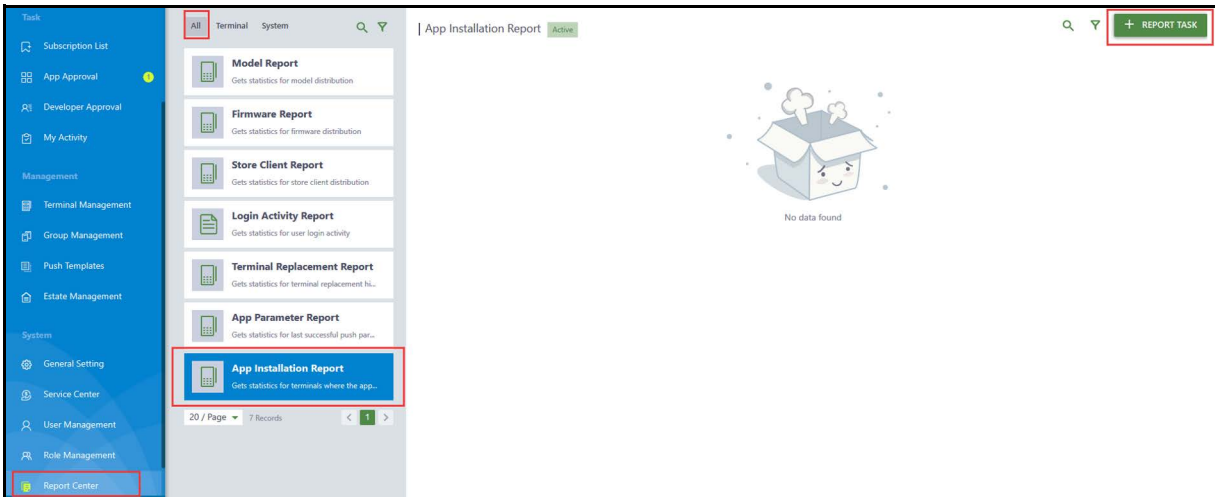 Task
Subscription List
App Approval
Developer Approval
My Activity
Management
Terminal Management
Group Management
Push Templates
Estate Management
System
General Setting
Service Center
User Management
Role Management
Report Center
All Terminal System
Model Report
Gets statistics for model distribution
Firmware Report
Gets statistics for firmware distribution
Store Client Report
Gets statistics for store client distribution
Login Activity Report
Gets statistics for user login activity
Terminal Replacement Report
Gets statistics for terminal replacement hi...
App Parameter Report
Gets statistics for last successful push par...
App Installation Report
Gets statistics for terminals where the app...
20 / Page 7 Records < 1 >
App Installation Report Active
+ REPORT TASK
No data found